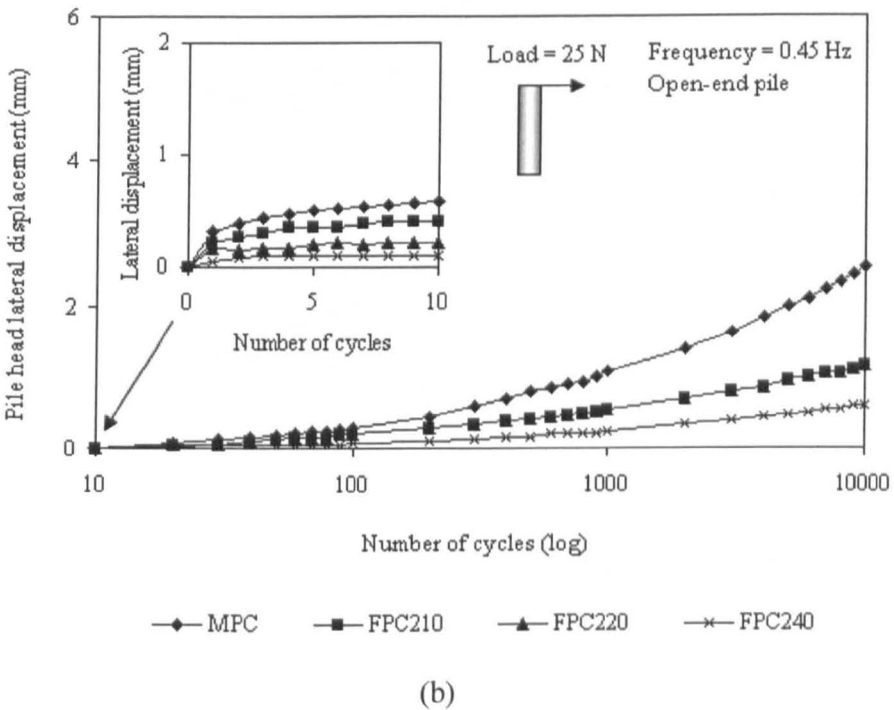 6
4
2
0
Pile head lateral displacement (mm)
2
1
0
Lateral displacement (mm)
0 5 10
Number of cycles
Load = 25 N
Frequency = 0.45 Hz
Open-end pile
10 100 1000 10000
Number of cycles (log)
MPC FPC210 FPC220 FPC240
(b)